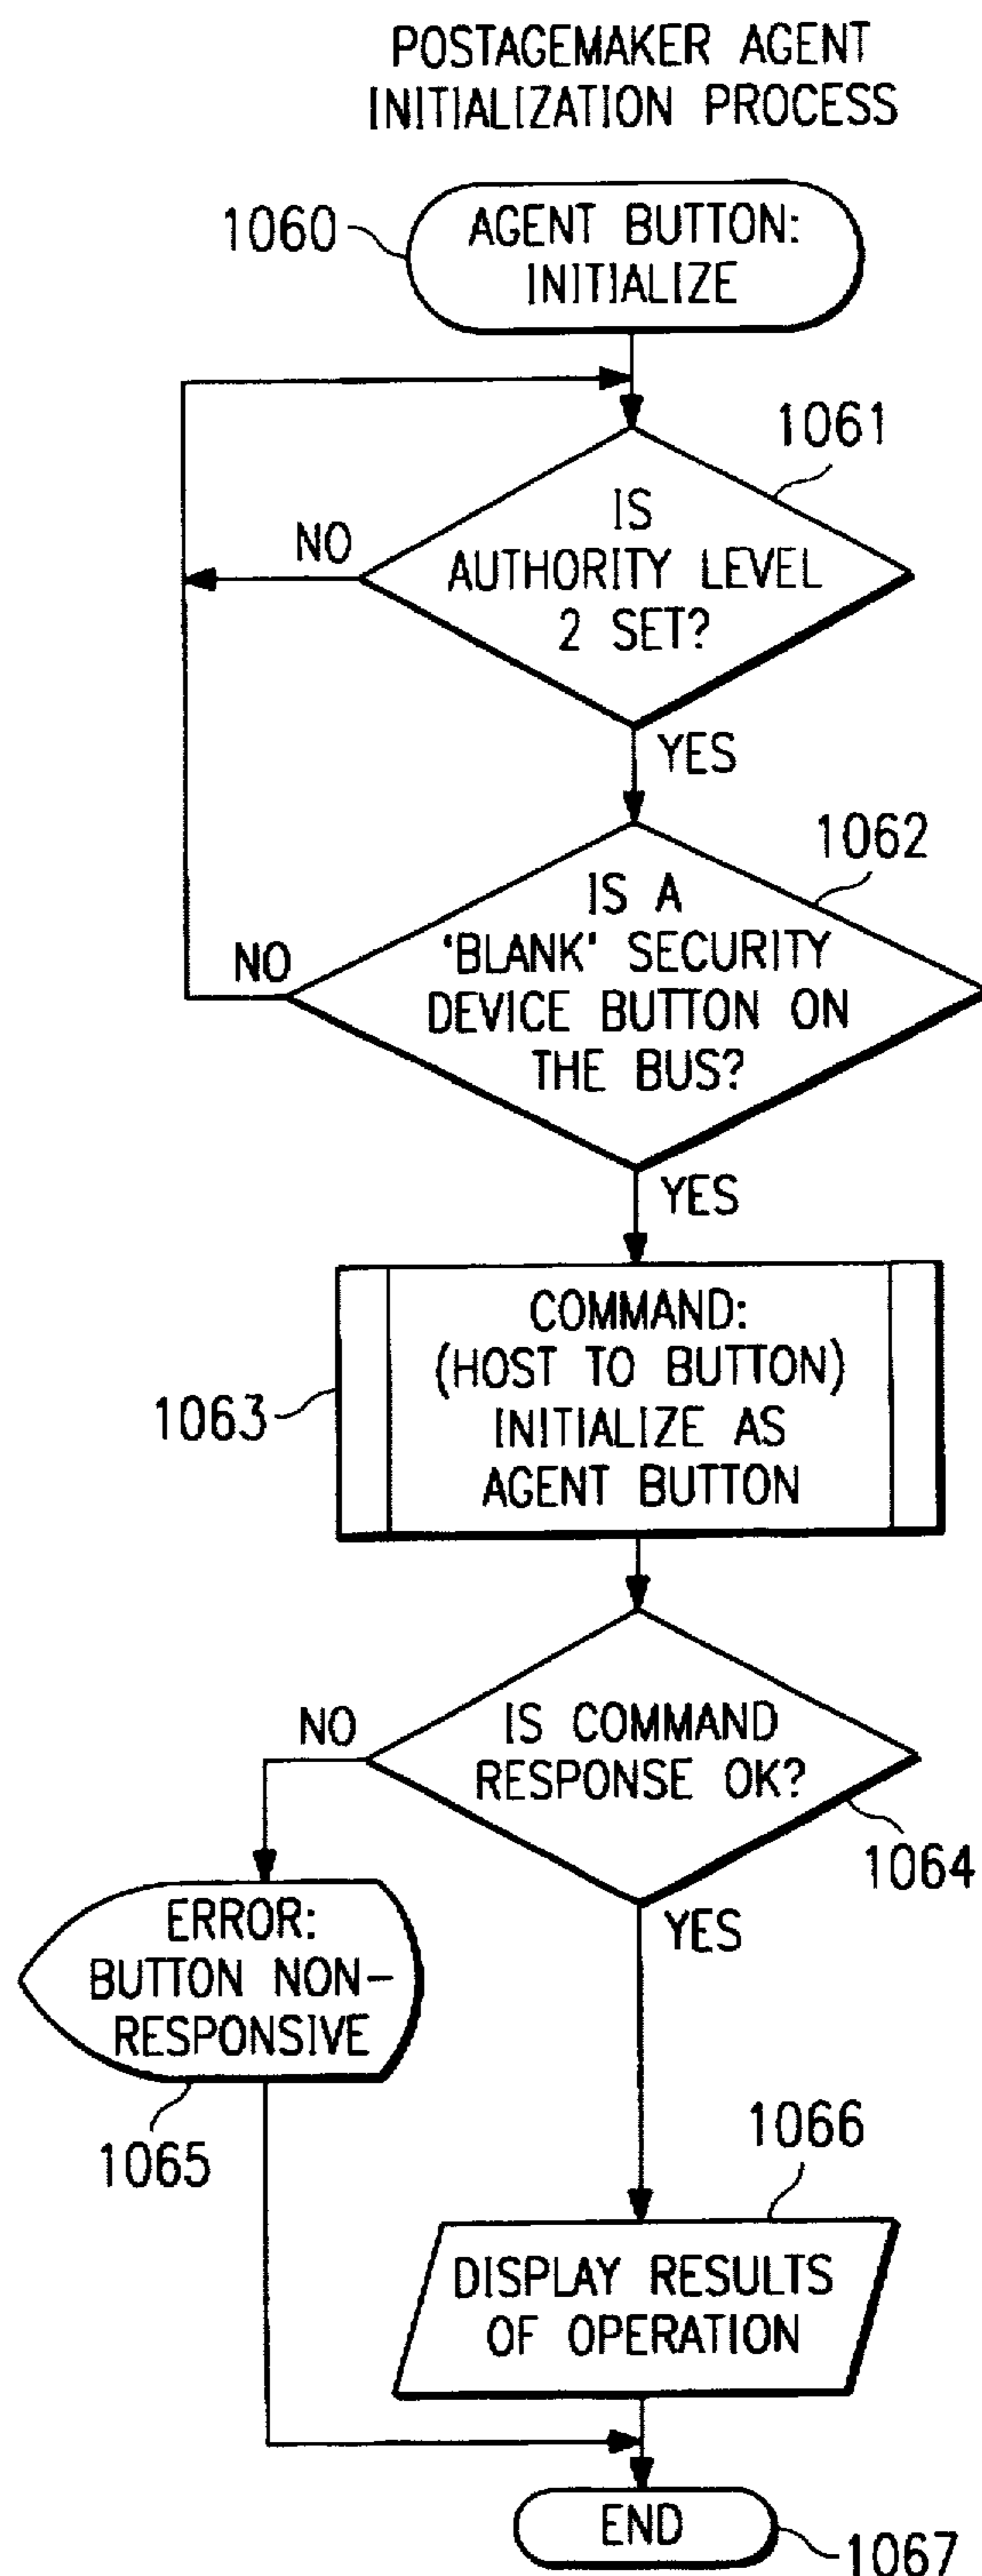 POSTAGEMAKER AGENT
INITIALIZATION PROCESS
1060
AGENT BUTTON:
INITIALIZE
1061
IS
AUTHORITY LEVEL
2 SET?
NO
YES
1062
IS A
'BLANK' SECURITY
DEVICE BUTTON ON
THE BUS?
NO
YES
1063
COMMAND:
(HOST TO BUTTON)
INITIALIZE AS
AGENT BUTTON
IS COMMAND
RESPONSE OK?
NO
1064
YES
ERROR:
BUTTON NON-
RESPONSIVE
1065
1066
DISPLAY RESULTS
OF OPERATION
END
1067